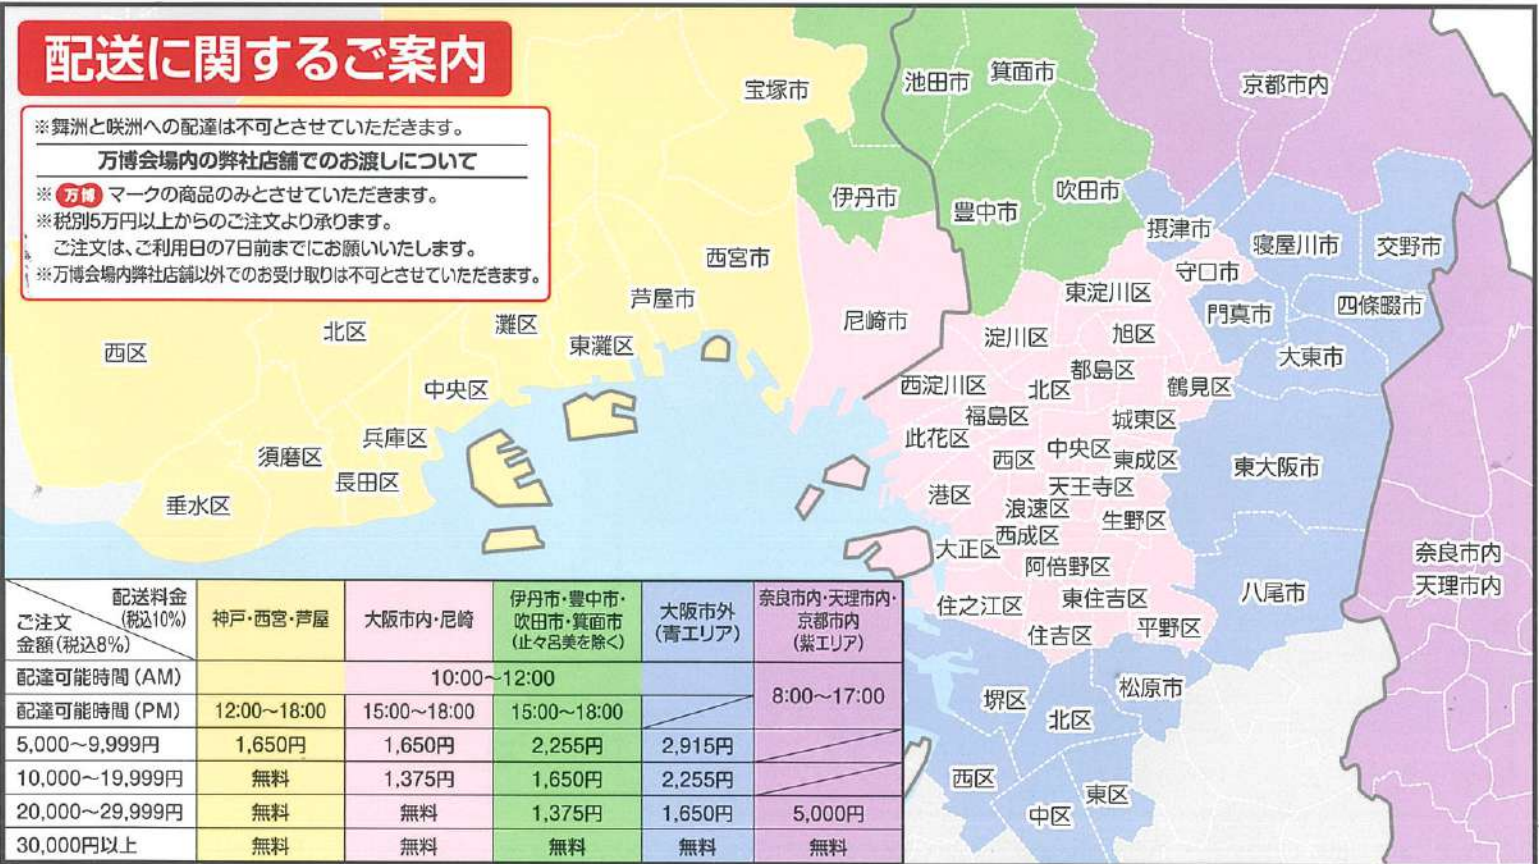 配送に関するご案内
※舞洲と咲洲への配達は不可とさせていただきます。
万博会場内の弊社店舗でのお渡しについて
※万博マークの商品のみとさせていただきます。
※税別5万円以上からのご注文より承ります。
ご注文は、ご利用日の7日前までにお願いいたします。
※万博会場内弊社店舗以外でのお受け取りは不可とさせていただきます。
宝塚市
池田市
箕面市
京都市内
伊丹市
豊中市
吹田市
摂津市
寝屋川市
交野市
西宮市
芦屋市
守口市
東淀川区
門真市
四條畷市
尼崎市
淀川区
旭区
大東市
西区
北区
灘区
東灘区
中央区
西淀川区
北区
都島区
鶴見区
福島区
城東区
此花区
兵庫区
須磨区
長田区
垂水区
西区
中央区
東成区
東大阪市
港区
天王寺区
浪速区
生野区
大正区
西成区
阿倍野区
奈良市内
天理市内
八尾市
住之江区
東住吉区
住吉区
平野区
松原市
堺区
北区
西区
中区
東区
配送料金
(税込10%)
ご注文
金額(税込8%)
神戸・西宮・芦屋
大阪市内・尼崎
伊丹市・豊中市・
吹田市・箕面市
(止々呂美を除く)
大阪市外
(青エリア)
奈良市内・天理市内・
京都市内
(紫エリア)
配達可能時間(AM) 10:00～12:00 8:00～17:00
配達可能時間(PM) 12:00～18:00 15:00～18:00 15:00～18:00
5,000～9,999円 1,650円 1,650円 2,255円 2,915円
10,000～19,999円 無料 1,375円 1,650円 2,255円
20,000～29,999円 無料 無料 1,375円 1,650円 5,000円
30,000円以上 無料 無料 無料 無料 無料